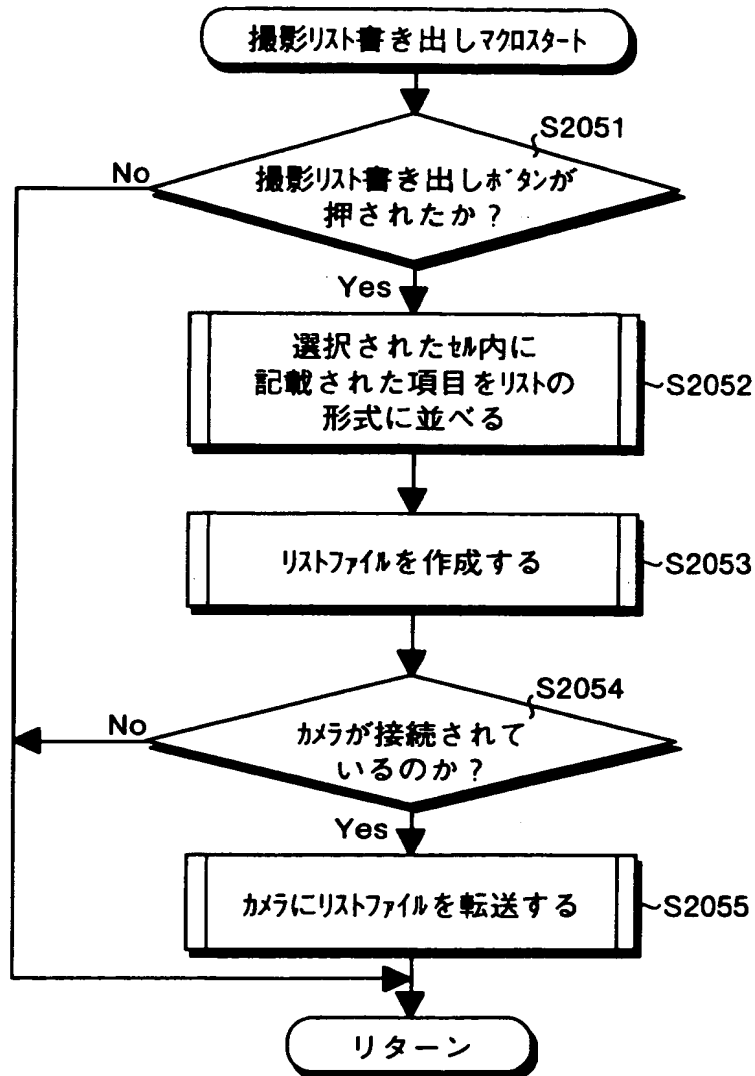 撮影リスト書き出しマクロスタート
S2051
No
撮影リスト書き出しボタンが
押されたか？
Yes
選択されたセル内に
記載された項目をリストの
形式に並べる
S2052
リストファイルを作成する
S2053
S2054
No
カメラが接続されて
いるのか？
Yes
カメラにリストファイルを転送する
S2055
リターン